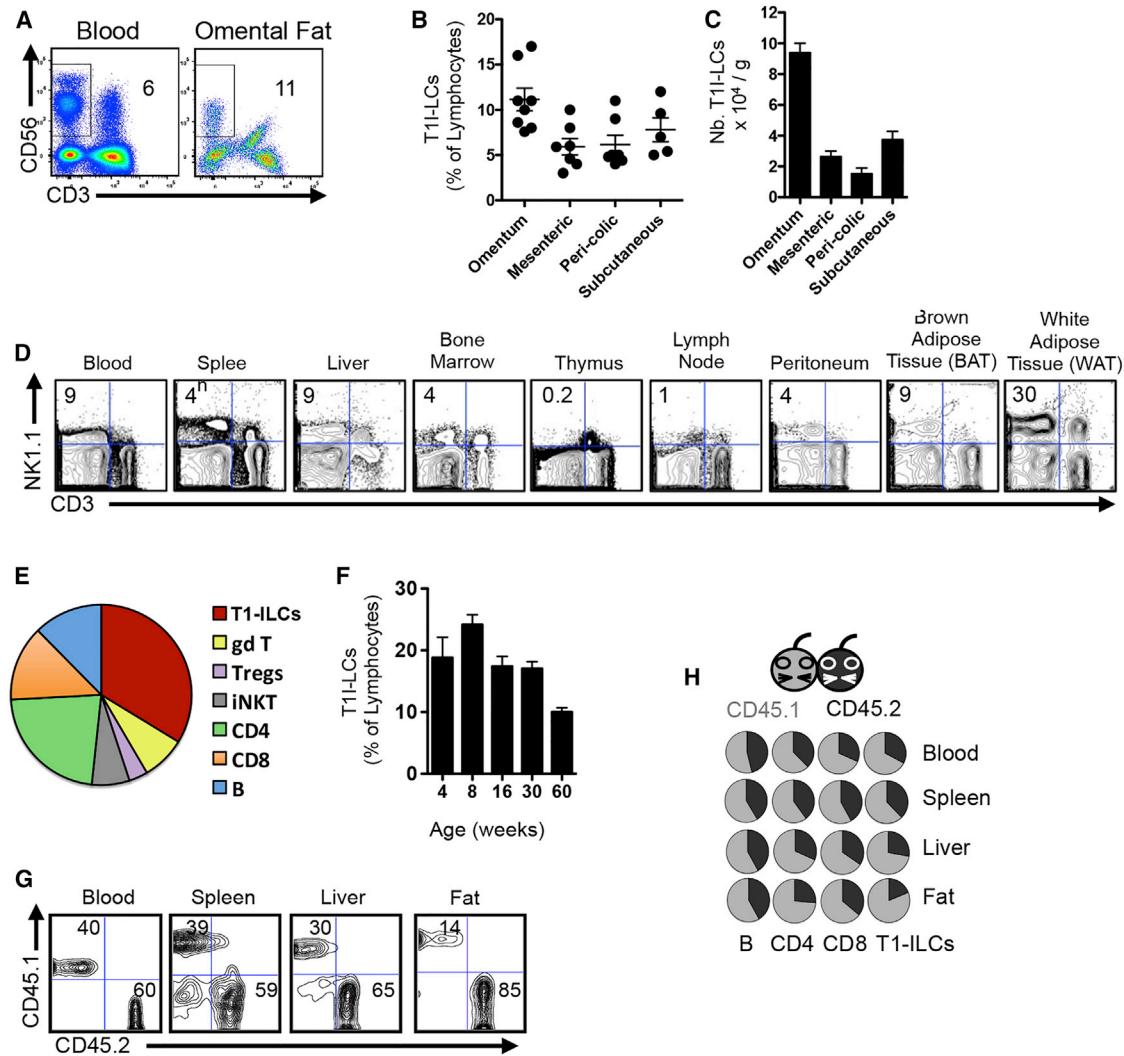 A
Blood
Omental Fat
6
11
CD56
CD3
B
T1I-LCs
(% of Lymphocytes)
20
15
10
5
0
Omentum
Mesenteric
Peri-colic
Subcutaneous
C
Nb. T1I-LCs
x 10⁴ / g
12
10
8
6
4
2
0
Omentum
Mesenteric
Peri-colic
Subcutaneous
D
Blood
Splee
n
Liver
Bone
Marrow
Thymus
Lymph
Node
Peritoneum
Brown
Adipose
Tissue (BAT)
White
Adipose
Tissue (WAT)
9
4
9
4
0.2
1
4
9
30
NK1.1
CD3
E
T1-ILCs
gd T
Tregs
iNKT
CD4
CD8
B
F
T1I-LCs
(% of Lymphocytes)
30
20
10
0
4 8 16 30 60
Age (weeks)
G
Blood
Spleen
Liver
Fat
40
60
39
59
30
65
14
85
CD45.1
CD45.2
H
CD45.1
CD45.2
Blood
Spleen
Liver
Fat
B CD4 CD8 T1-ILCs